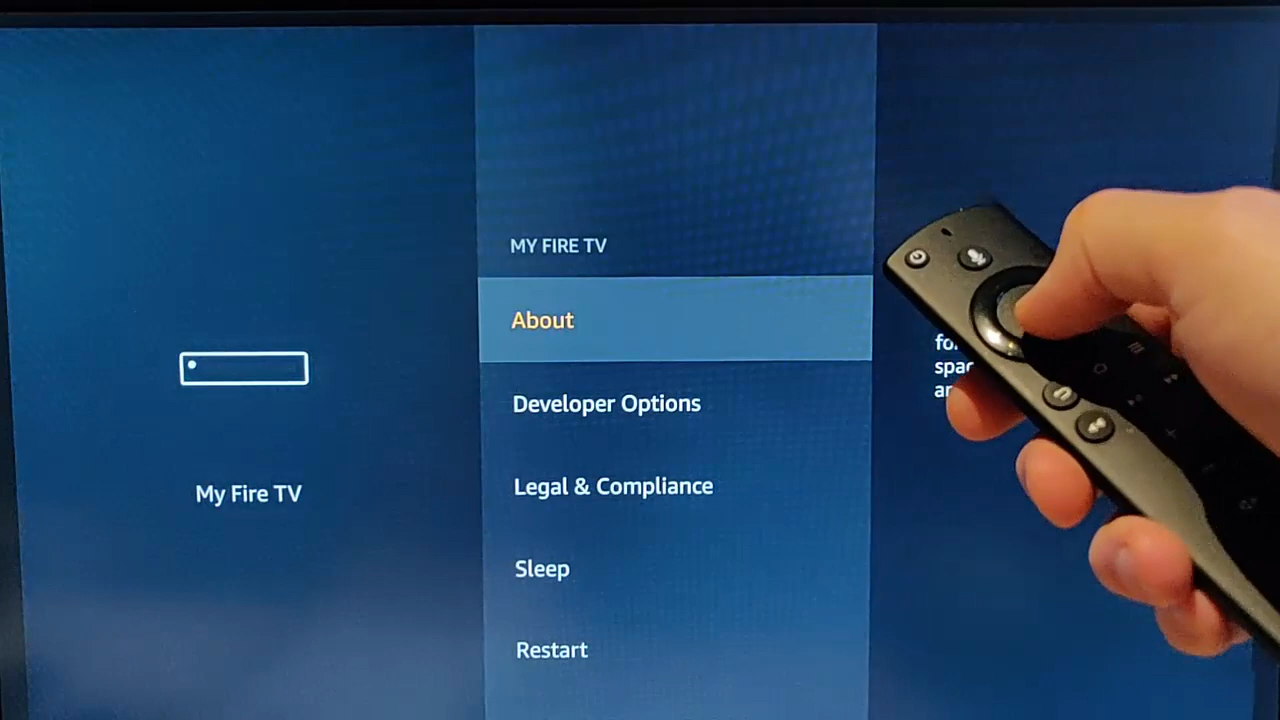 MY FIRE TV
About
Developer Options
Legal & Compliance
Sleep
Restart
My Fire TV